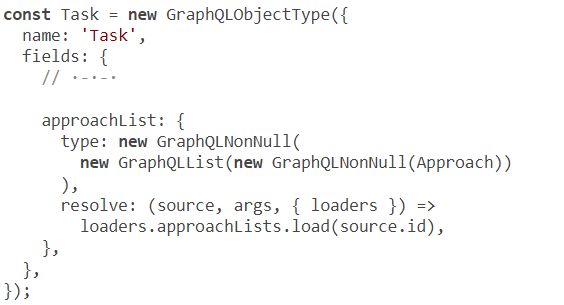 const Task = new GraphQLObjectType({
  name: 'Task',
  fields: {
    // ·-·-·

    approachList: {
      type: new GraphQLNonNull(
        new GraphQLList(new GraphQLNonNull(Approach))
      ),
      resolve: (source, args, { loaders }) =>
        loaders.approachLists.load(source.id),
    },
  },
});